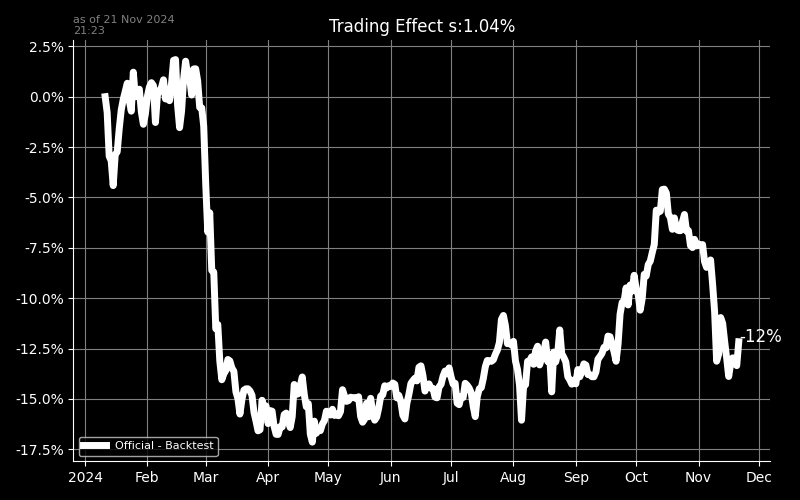 as of 21 Nov 2024
21:23
Trading Effect s:1.04%
2.5%
0.0%
-2.5%
-5.0%
-7.5%
-10.0%
-12.5%
-15.0%
-17.5%
-12%
Official - Backtest
2024 Feb Mar Apr May Jun Jul Aug Sep Oct Nov Dec